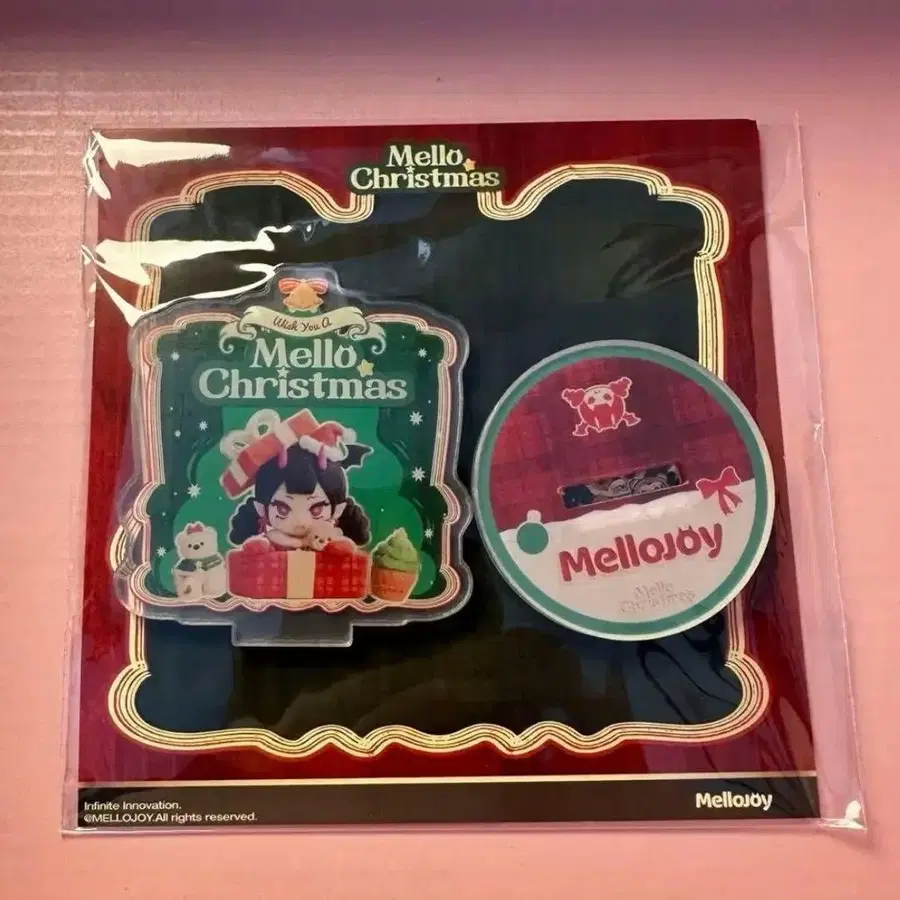 Mello
Christmas
Wish You A
Mello
Christmas
MelloJOY
Mello
Christmas
Infinite Innovation.
@MELLOJOY.All rights reserved.
MelloJOY